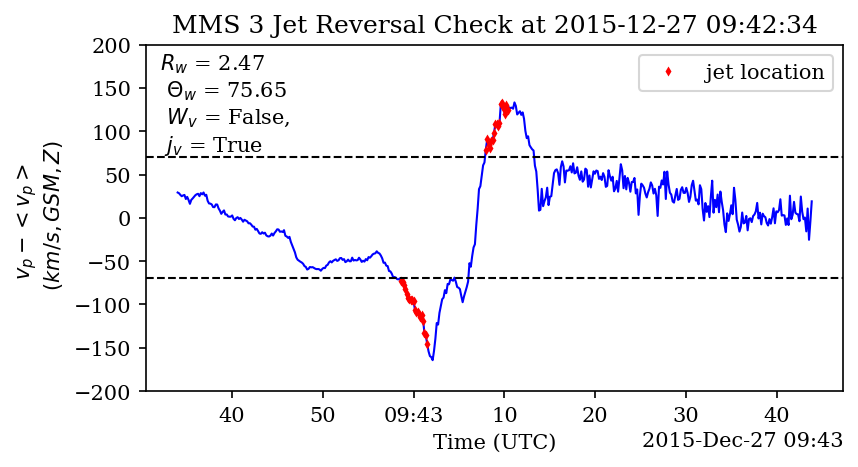 MMS 3 Jet Reversal Check at 2015-12-27 09:42:34
R_w = 2.47
Θ_w = 75.65
W_v = False,
j_v = True
jet location
200
150
100
50
0
−50
−100
−150
−200
v_p − <v_p>
(km/s, GSM, Z)
40 50 09:43 10 20 30 40
Time (UTC)
2015-Dec-27 09:43